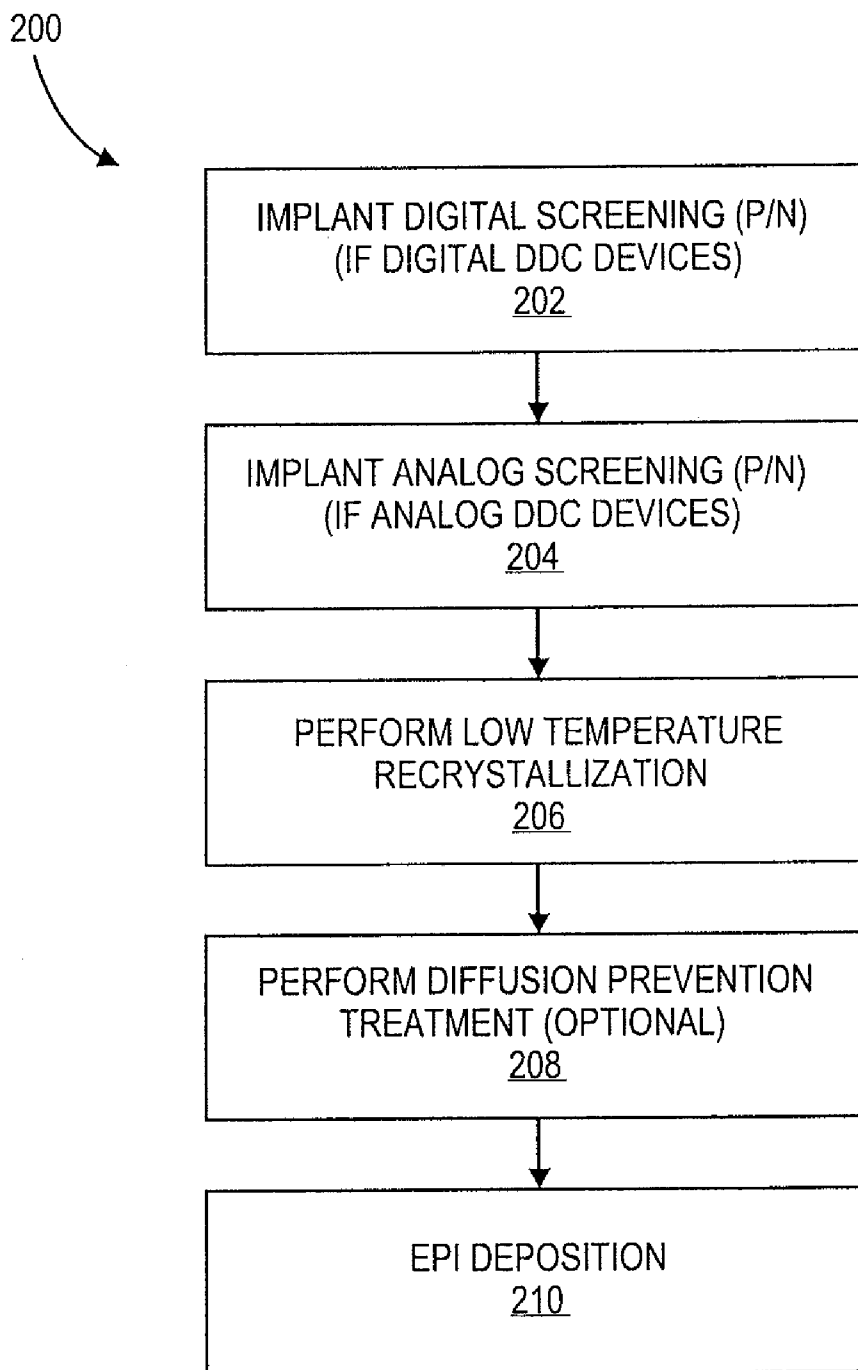 200
IMPLANT DIGITAL SCREENING (P/N)
(IF DIGITAL DDC DEVICES)
202
IMPLANT ANALOG SCREENING (P/N)
(IF ANALOG DDC DEVICES)
204
PERFORM LOW TEMPERATURE
RECRYSTALLIZATION
206
PERFORM DIFFUSION PREVENTION
TREATMENT (OPTIONAL)
208
EPI DEPOSITION
210